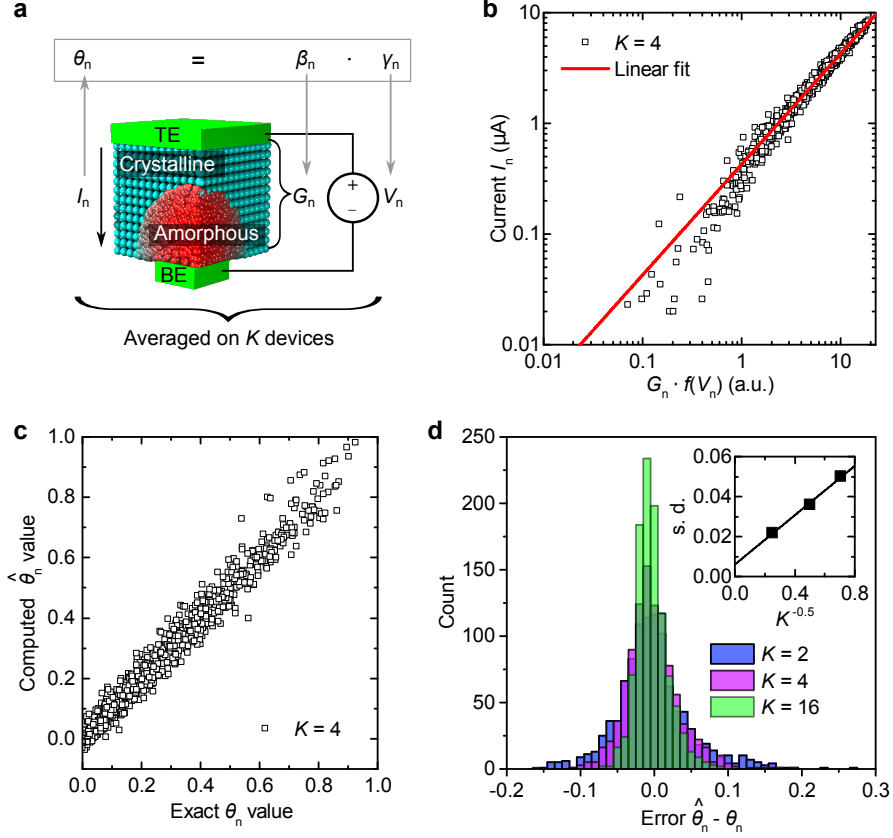 a
θn = βn · γn
TE
Crystalline
In
Gn
+
−
Vn
Amorphous
BE
Averaged on K devices
b
K = 4
Linear fit
10
1
0.1
0.01
Current In (μA)
0.01 0.1 1 10
Gn · f(Vn) (a.u.)
c
1.0
0.8
0.6
0.4
0.2
0.0
Computed θ̂n value
K = 4
0.0 0.2 0.4 0.6 0.8 1.0
Exact θn value
d
250
200
150
100
50
0
Count
0.06
0.04
0.02
0.00
s. d.
0.0 0.4 0.8
K-0.5
K = 2
K = 4
K = 16
-0.2 -0.1 0.0 0.1 0.2 0.3
Error θ̂n - θn